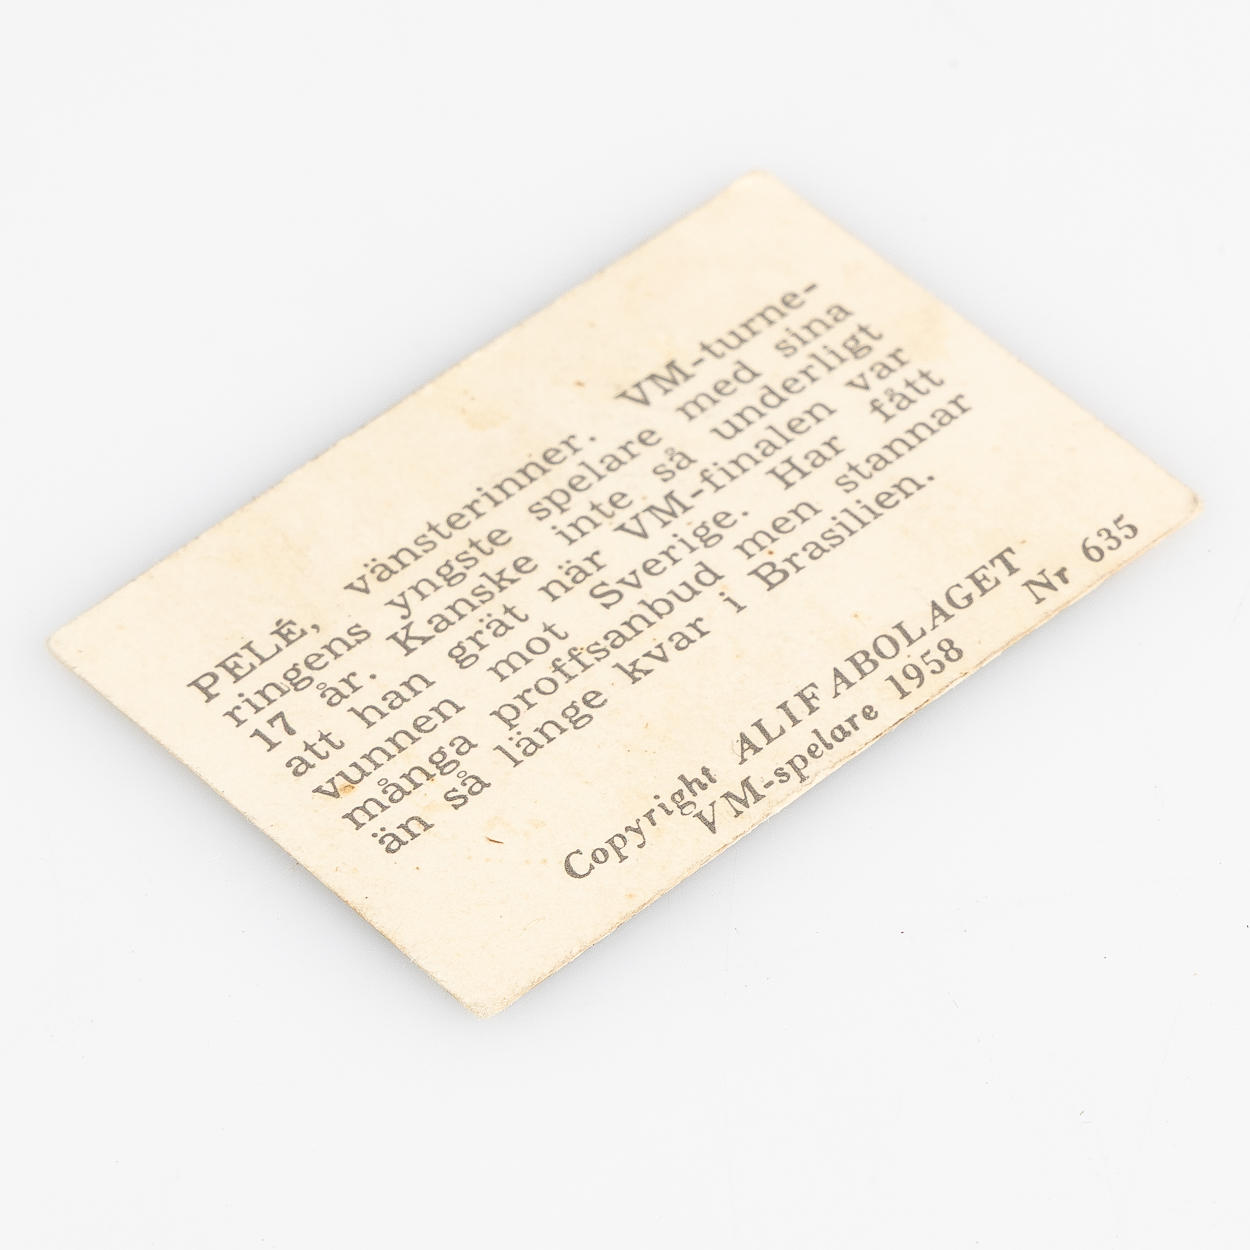 PELÉ, vänsterinner. VM-turne-
ringens yngste spelare med sina
17 år. Kanske inte så underligt
att han grät när VM-finalen var
vunnen mot Sverige. Har fått
många proffsanbud men stannar
än så länge kvar i Brasilien.
Copyright ALIFABOLAGET
VM-spelare 1958 Nr 635